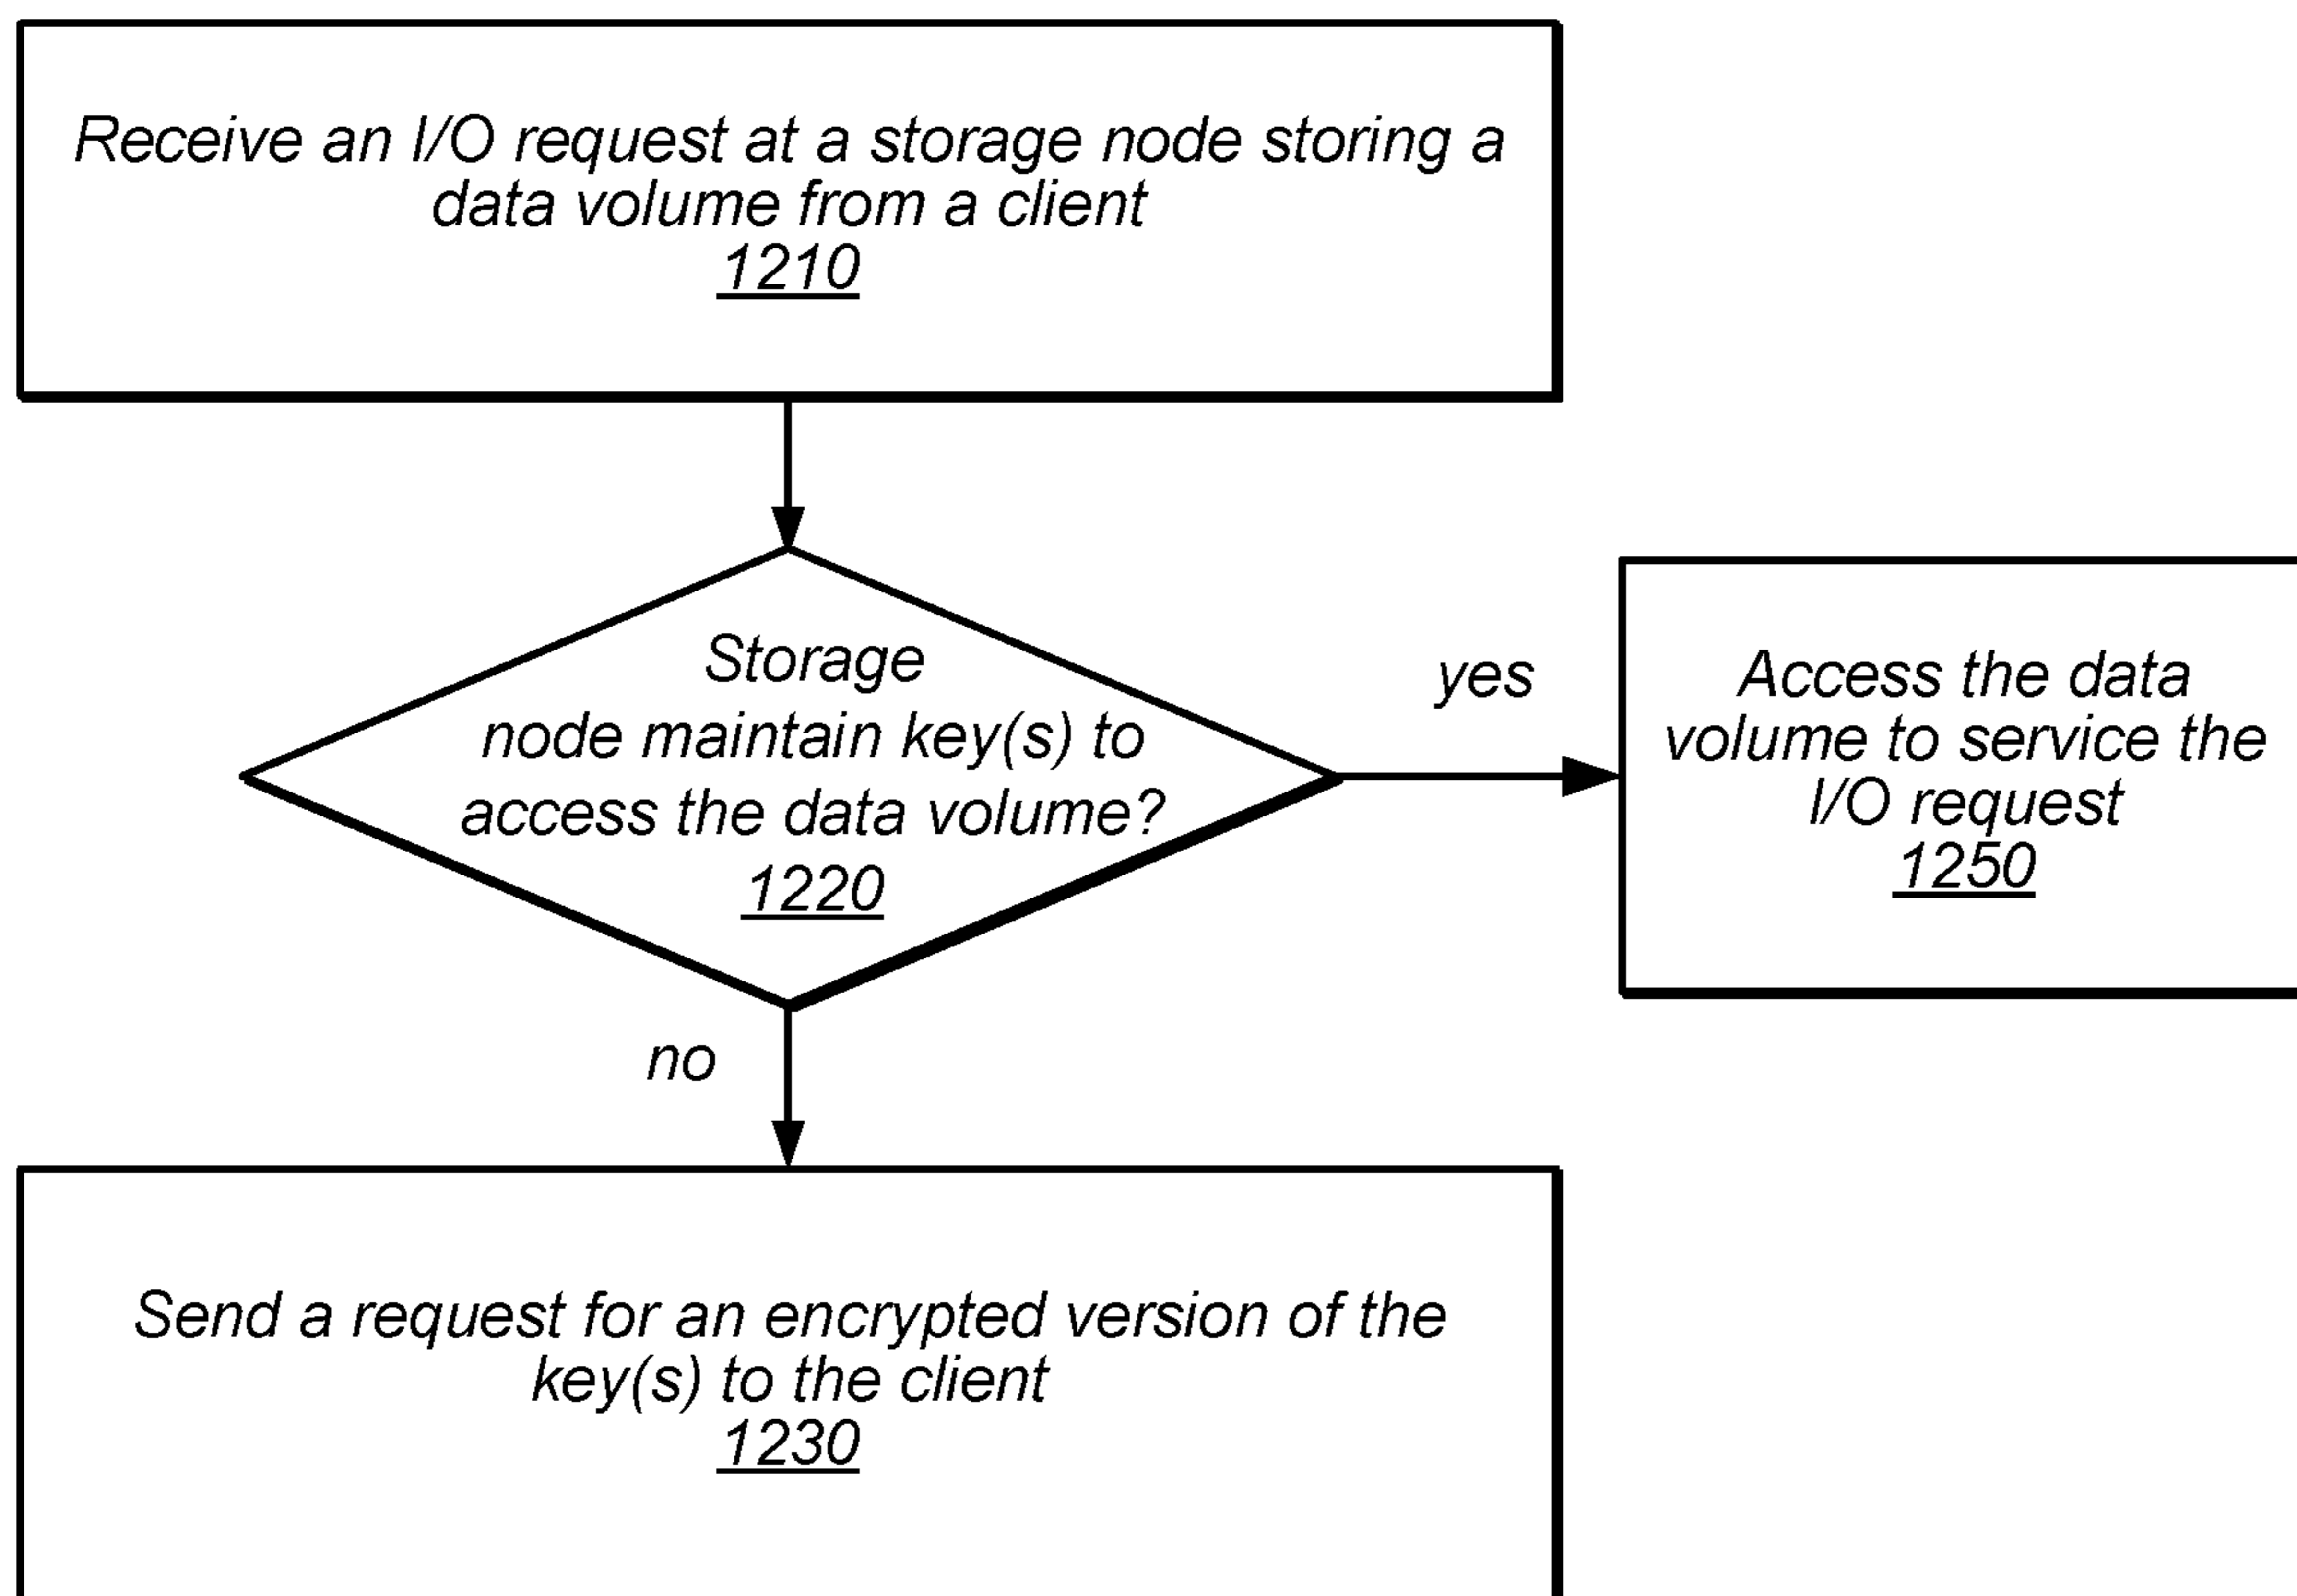 Receive an I/O request at a storage node storing a
data volume from a client
1210
Storage
node maintain key(s) to
access the data volume?
1220
yes
Access the data
volume to service the
I/O request
1250
no
Send a request for an encrypted version of the
key(s) to the client
1230